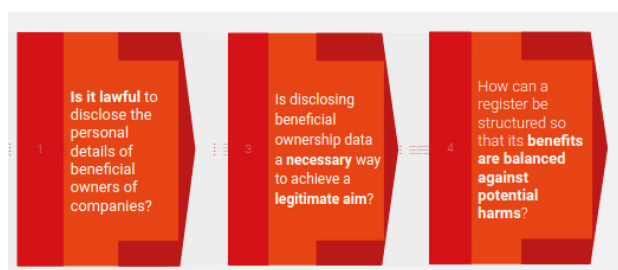 1
Is it lawful to
disclose the
personal
details of
beneficial
owners of
companies?
3
Is disclosing
beneficial
ownership data
a necessary way
to achieve a
legitimate aim?
4
How can a
register be
structured so
that its benefits
are balanced
against
potential
harms?